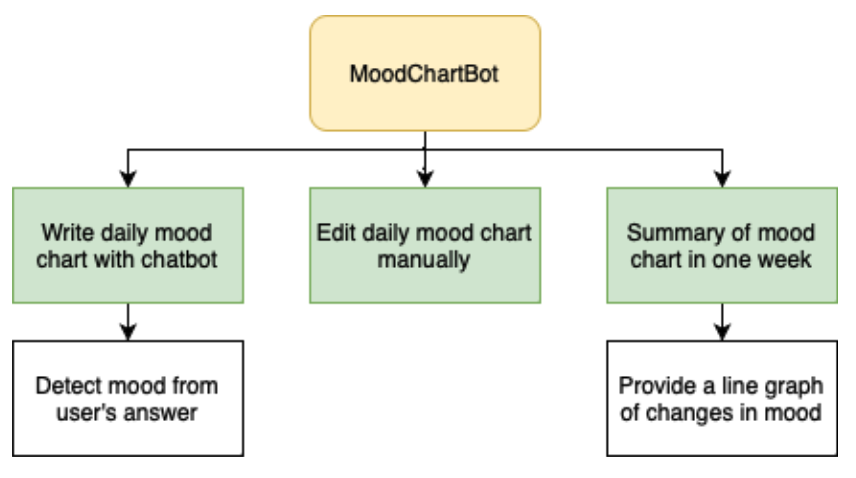 MoodChartBot
Write daily mood
chart with chatbot
Edit daily mood chart
manually
Summary of mood
chart in one week
Detect mood from
user's answer
Provide a line graph
of changes in mood